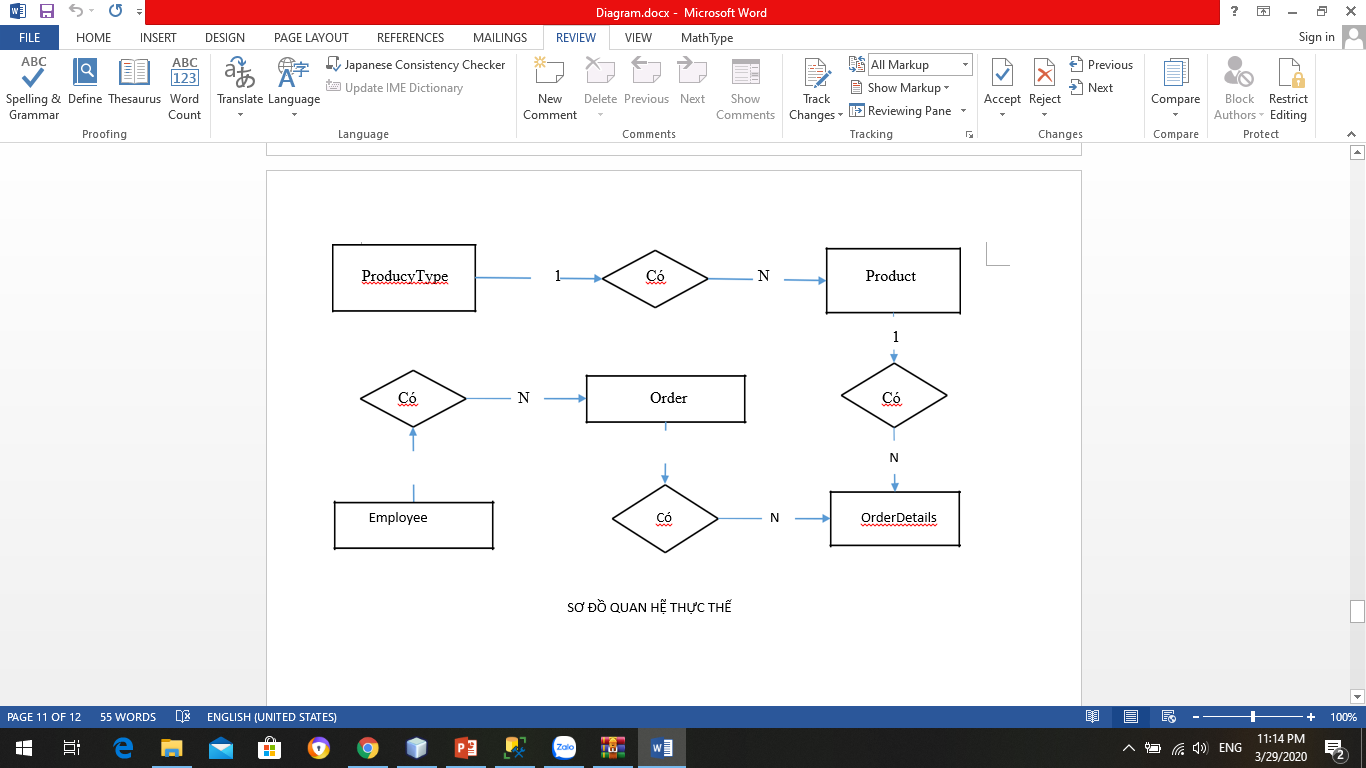 Diagram.docx - Microsoft Word
FILE HOME INSERT DESIGN PAGE LAYOUT REFERENCES MAILINGS REVIEW VIEW MathType Sign in
ABC Spelling & Grammar
Define
Thesaurus
ABC 123 Word Count
Proofing
Translate
Language
Japanese Consistency Checker
Update IME Dictionary
Language
New Comment
Delete
Previous
Next
Show Comments
Comments
Track Changes
All Markup
Show Markup
Reviewing Pane
Tracking
Accept
Reject
Previous
Next
Changes
Compare
Compare
Block Authors
Restrict Editing
Protect
ProducyType 1 Có N Product
1
Có N Order Có
N
Employee Có N OrderDetails
SƠ ĐỒ QUAN HỆ THỰC THỂ
PAGE 11 OF 12 55 WORDS ENGLISH (UNITED STATES) 100%
Zalo
ENG
11:14 PM
3/29/2020
2